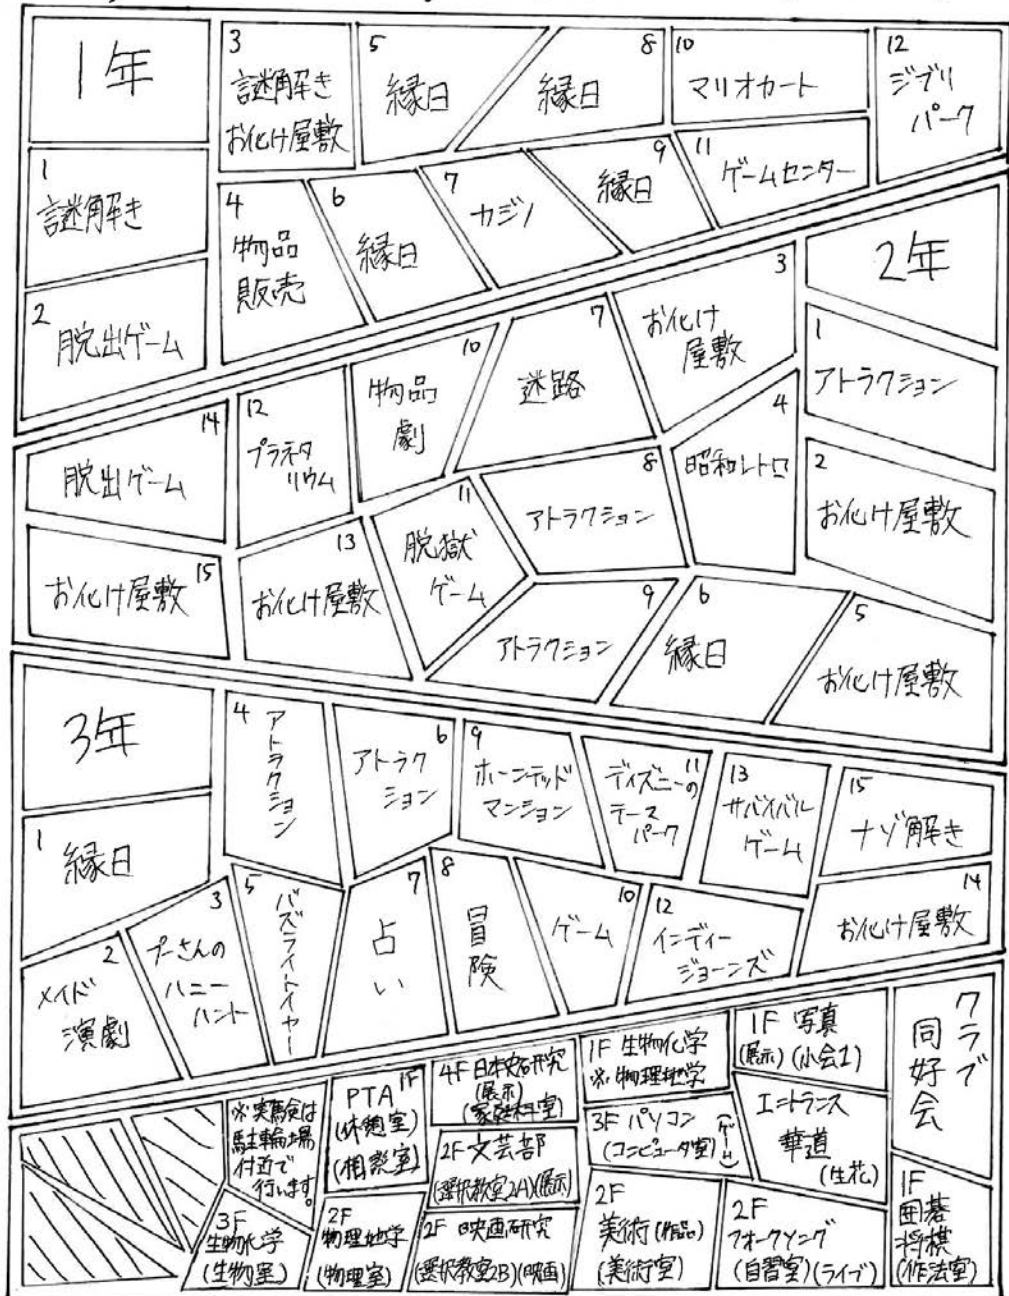 1年
1
謎解き
2
脱出ゲーム
3
謎解き
お化け屋敷
4
物品
販売
5
縁日
6
縁日
7
カジノ
8
縁日
9
縁日
10
マリオカート
11
ゲームセンター
12
ジブリ
パーク
2年
1
アトラクション
2
お化け屋敷
3
お化け
屋敷
4
昭和レトロ
5
お化け屋敷
6
縁日
7
迷路
8
アトラクション
9
アトラクション
10
物品
劇
11
脱獄
ゲーム
12
プラネタ
リウム
13
お化け屋敷
14
脱出ゲーム
15
お化け屋敷
3年
1
縁日
2
メイド
演劇
3
プーさんの
ハニー
ハント
4
アトラクション
5
バズライトイヤー
6
アトラク
ション
7
占い
8
冒険
9
ホーンテッド
マンション
10
ゲーム
11
ディズニーの
テース
パーク
12
インディー
ジョーンズ
13
サバイバル
ゲーム
14
お化け屋敷
15
ナゾ解き
クラブ
同好会
※実験は
駐輪場
付近で
行います。
3F
生物化学
(生物室)
PTA 1F
(休憩室)
(相談室)
2F
物理地学
(物理室)
4F 日本史研究
(展示)
(家庭科室)
2F 文芸部
(選択教室2A)(展示)
2F 映画研究
(選択教室2B)(映画)
1F 生物化学
※物理地学
3F パソコン
(コンピュータ室)
(ゲーム)
2F
美術(作品)
(美術室)
1F 写真
(展示)(小会1)
エントランス
華道
(生花)
2F
フォークソング
(自習室)(ライブ)
1F
囲碁
将棋
(作法室)